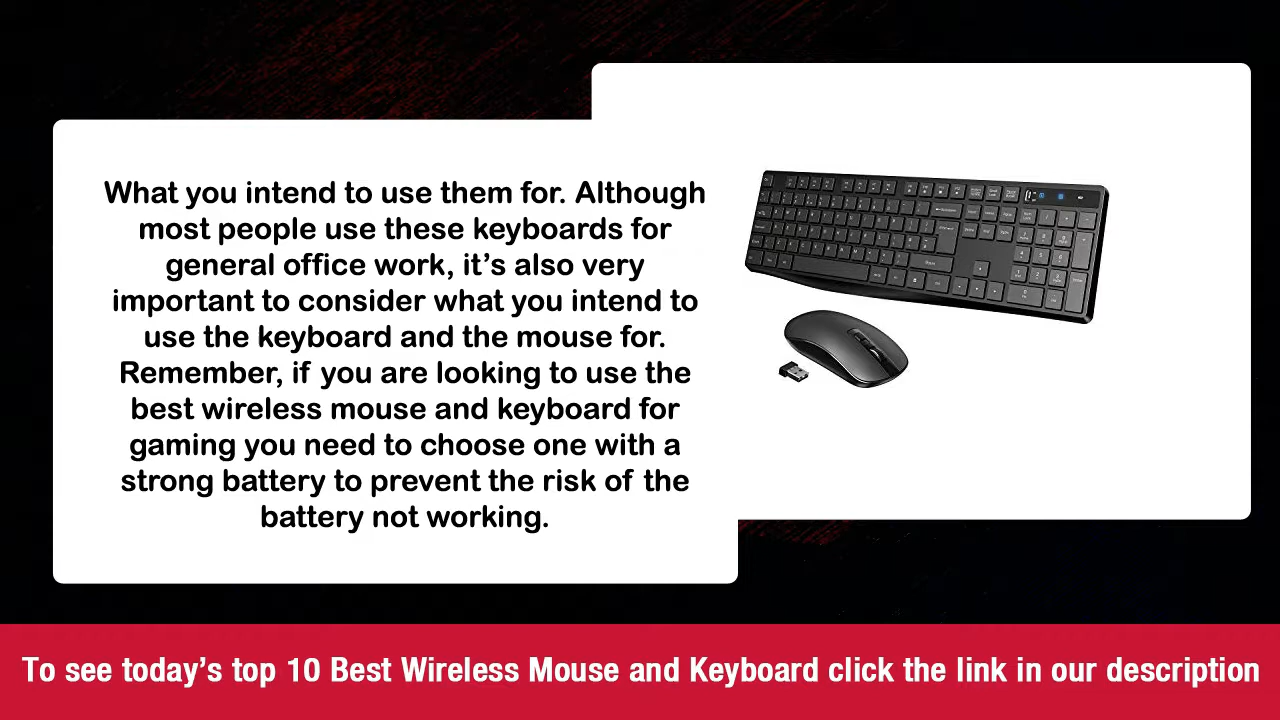 What you intend to use them for. Although
most people use these keyboards for
general office work, it’s also very
important to consider what you intend to
use the keyboard and the mouse for.
Remember, if you are looking to use the
best wireless mouse and keyboard for
gaming you need to choose one with a
strong battery to prevent the risk of the
battery not working.
To see today’s top 10 Best Wireless Mouse and Keyboard click the link in our description